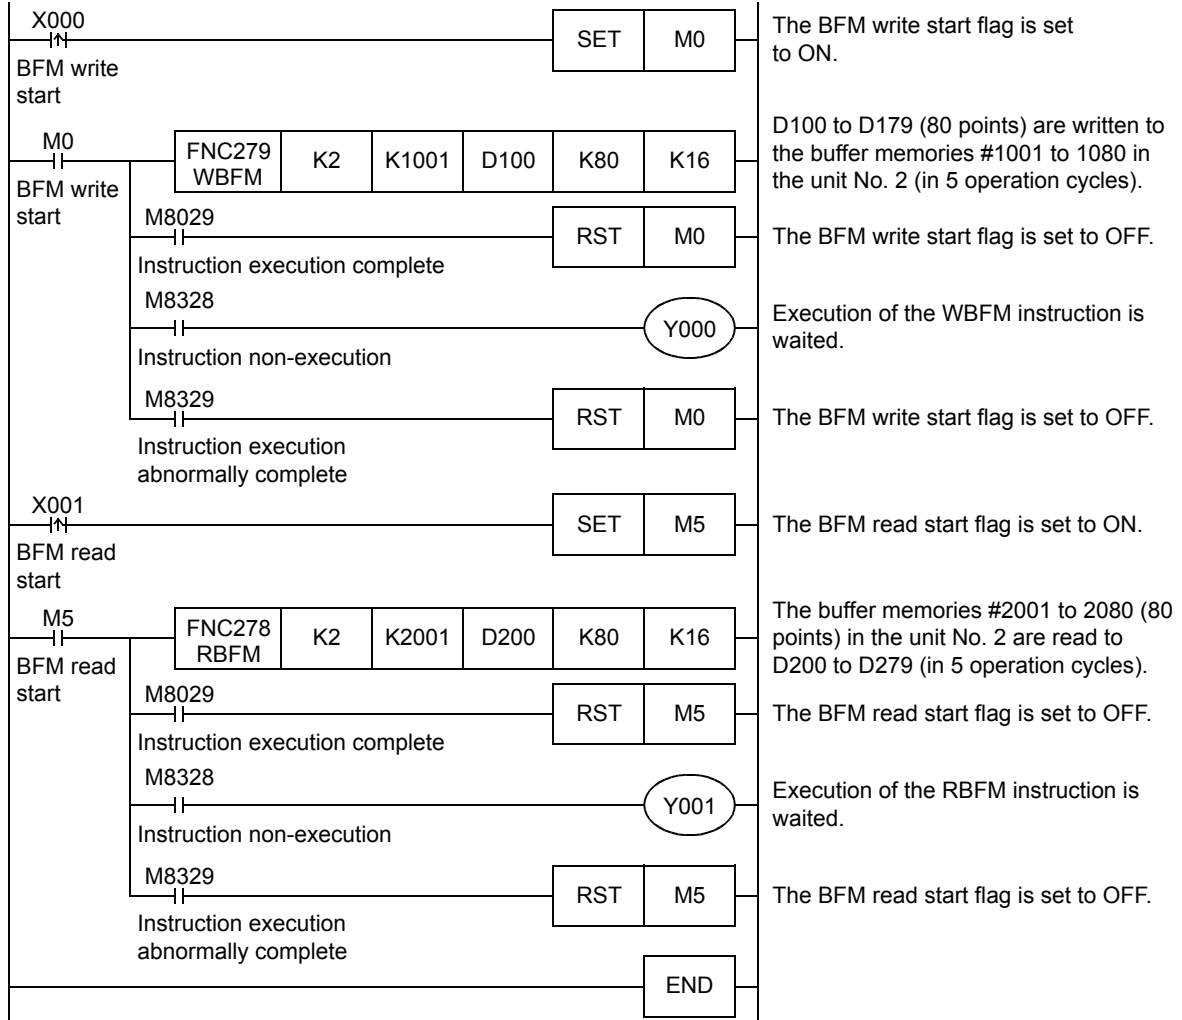 X000
SET M0
The BFM write start flag is set
to ON.
BFM write
start
M0
FNC279
WBFM
K2 K1001 D100 K80 K16
D100 to D179 (80 points) are written to
the buffer memories #1001 to 1080 in
the unit No. 2 (in 5 operation cycles).
BFM write
start
M8029
RST M0
The BFM write start flag is set to OFF.
Instruction execution complete
M8328
Y000
Execution of the WBFM instruction is
waited.
Instruction non-execution
M8329
RST M0
The BFM write start flag is set to OFF.
Instruction execution
abnormally complete
X001
SET M5
The BFM read start flag is set to ON.
BFM read
start
M5
FNC278
RBFM
K2 K2001 D200 K80 K16
The buffer memories #2001 to 2080 (80
points) in the unit No. 2 are read to
D200 to D279 (in 5 operation cycles).
BFM read
start
M8029
RST M5
The BFM read start flag is set to OFF.
Instruction execution complete
M8328
Y001
Execution of the RBFM instruction is
waited.
Instruction non-execution
M8329
RST M5
The BFM read start flag is set to OFF.
Instruction execution
abnormally complete
END